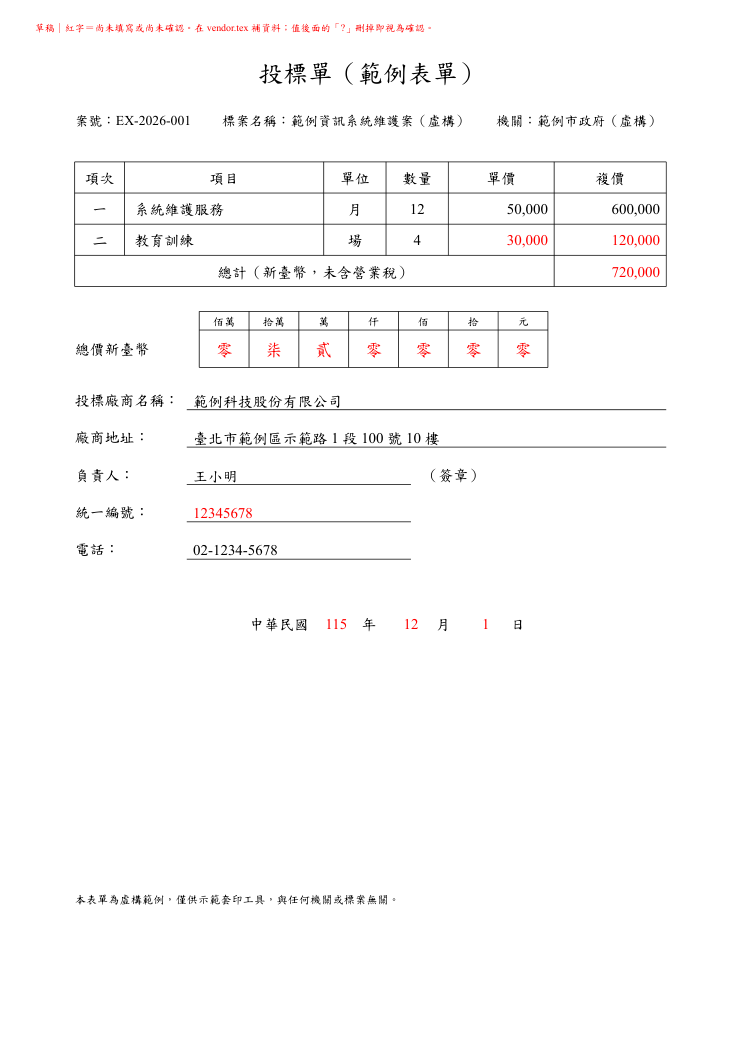 草稿｜紅字＝尚未填寫或尚未確認。在 vendor.tex 補資料；值後面的「?」刪掉即視為確認。
投標單（範例表單）
案號：EX-2026-001 標案名稱：範例資訊系統維護案（虛構） 機關：範例市政府（虛構）
項次 項目 單位 數量 單價 複價
一 系統維護服務 月 12 50,000 600,000
二 教育訓練 場 4 30,000 120,000
總計（新臺幣，未含營業稅） 720,000
佰萬 拾萬 萬 仟 佰 拾 元
總價新臺幣 零 柒 貳 零 零 零 零
投標廠商名稱： 範例科技股份有限公司
廠商地址： 臺北市範例區示範路 1 段 100 號 10 樓
負責人： 王小明 （簽章）
統一編號： 12345678
電話： 02-1234-5678
中華民國 115 年 12 月 1 日
本表單為虛構範例，僅供示範套印工具，與任何機關或標案無關。